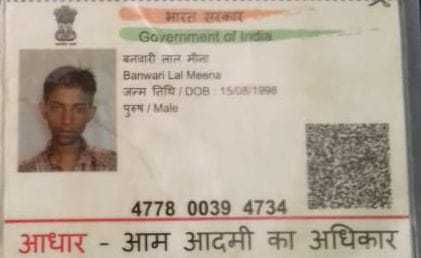 भारत सरकार
Government of India
बनवारी लाल मीना
Banwari Lal Meena
जन्म तिथि / DOB : 15/08/1998
पुरुष / Male
4778 0039 4734
आधार - आम आदमी का अधिकार